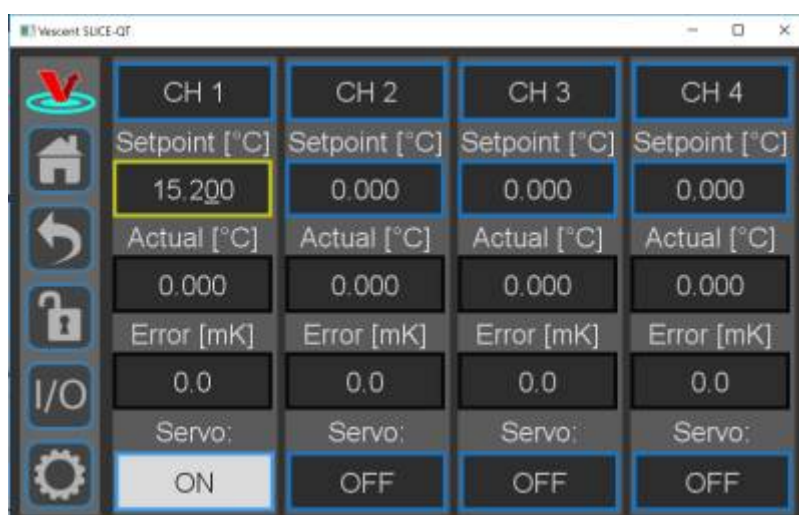 Vescent SLICE-QT
CH 1 CH 2 CH 3 CH 4
Setpoint [°C] Setpoint [°C] Setpoint [°C] Setpoint [°C]
15.200 0.000 0.000 0.000
Actual [°C] Actual [°C] Actual [°C] Actual [°C]
0.000 0.000 0.000 0.000
Error [mK] Error [mK] Error [mK] Error [mK]
I/O 0.0 0.0 0.0 0.0
Servo: Servo: Servo: Servo:
ON OFF OFF OFF